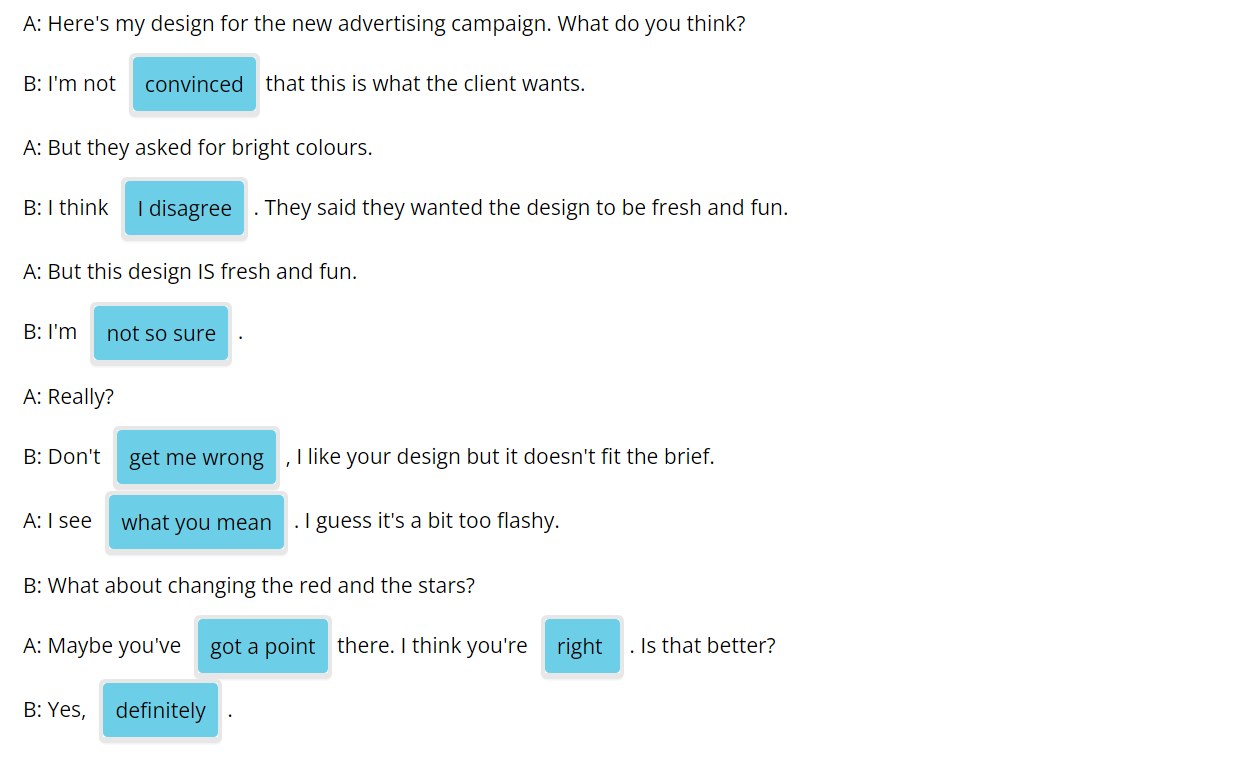 A: Here's my design for the new advertising campaign. What do you think?
B: I'm not convinced that this is what the client wants.
A: But they asked for bright colours.
B: I think I disagree . They said they wanted the design to be fresh and fun.
A: But this design IS fresh and fun.
B: I'm not so sure .
A: Really?
B: Don't get me wrong , I like your design but it doesn't fit the brief.
A: I see what you mean . I guess it's a bit too flashy.
B: What about changing the red and the stars?
A: Maybe you've got a point there. I think you're right . Is that better?
B: Yes, definitely .